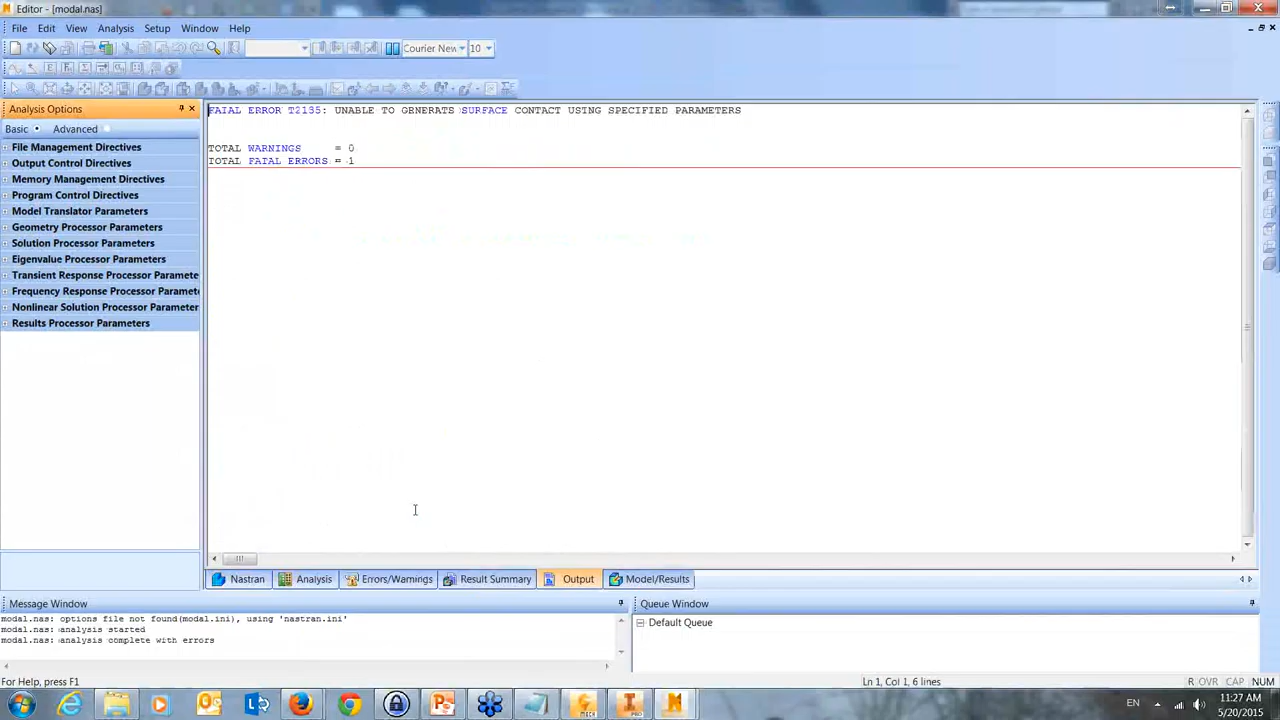 Editor - [modal.nas]
File Edit View Analysis Setup Window Help
Courier New 10
Analysis Options
Basic Advanced
File Management Directives
Output Control Directives
Memory Management Directives
Program Control Directives
Model Translator Parameters
Geometry Processor Parameters
Solution Processor Parameters
Eigenvalue Processor Parameters
Transient Response Processor Paramete
Frequency Response Processor Paramet
Nonlinear Solution Processor Parameter
Results Processor Parameters
FAIAL ERROR T2135: UNABLE TO GENERATS SURFACE CONTACT USING SPECIFIED PARAMETERS
TOTAL WARNINGS = 0
TOTAL FATAL ERRORS = 1
Nastran Analysis Errors/Warnings Result Summary Output Model/Results
Message Window
modal.nas: options file not found(modal.ini), using 'nastran.ini'
modal.nas: analysis started
modal.nas: analysis complete with errors
Queue Window
Default Queue
For Help, press F1
Ln 1, Col 1, 6 lines
R OVR CAP NUM
EN
11:27 AM
5/20/2015